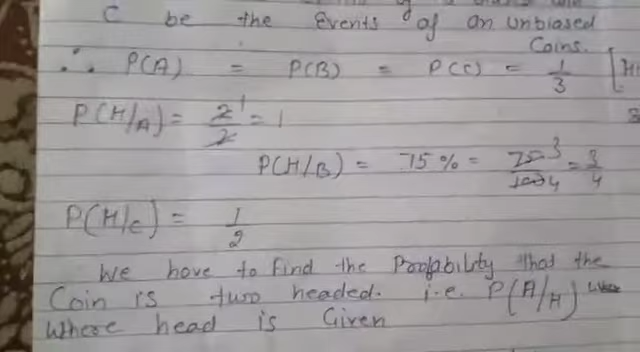 C be the Events of an unbiased
Coins.
∴ P(A) = P(B) = P(C) = 1/3 [
P(H/A) = 2/2 = 1
P(H/B) = 75% = 75/100 = 3/4
P(H/C) = 1/2
We have to find the Probability that the
Coin is two headed. i.e. P(A/H)
Where head is Given